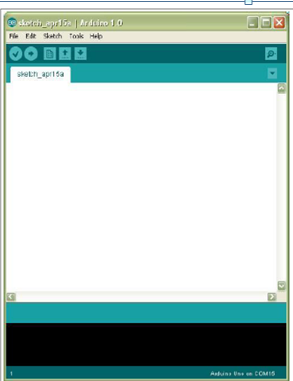 sketch_apr15a | Arduino 1.0
File Edit Sketch Tools Help
sketch_apr15a
1
Arduino Uno on COM15